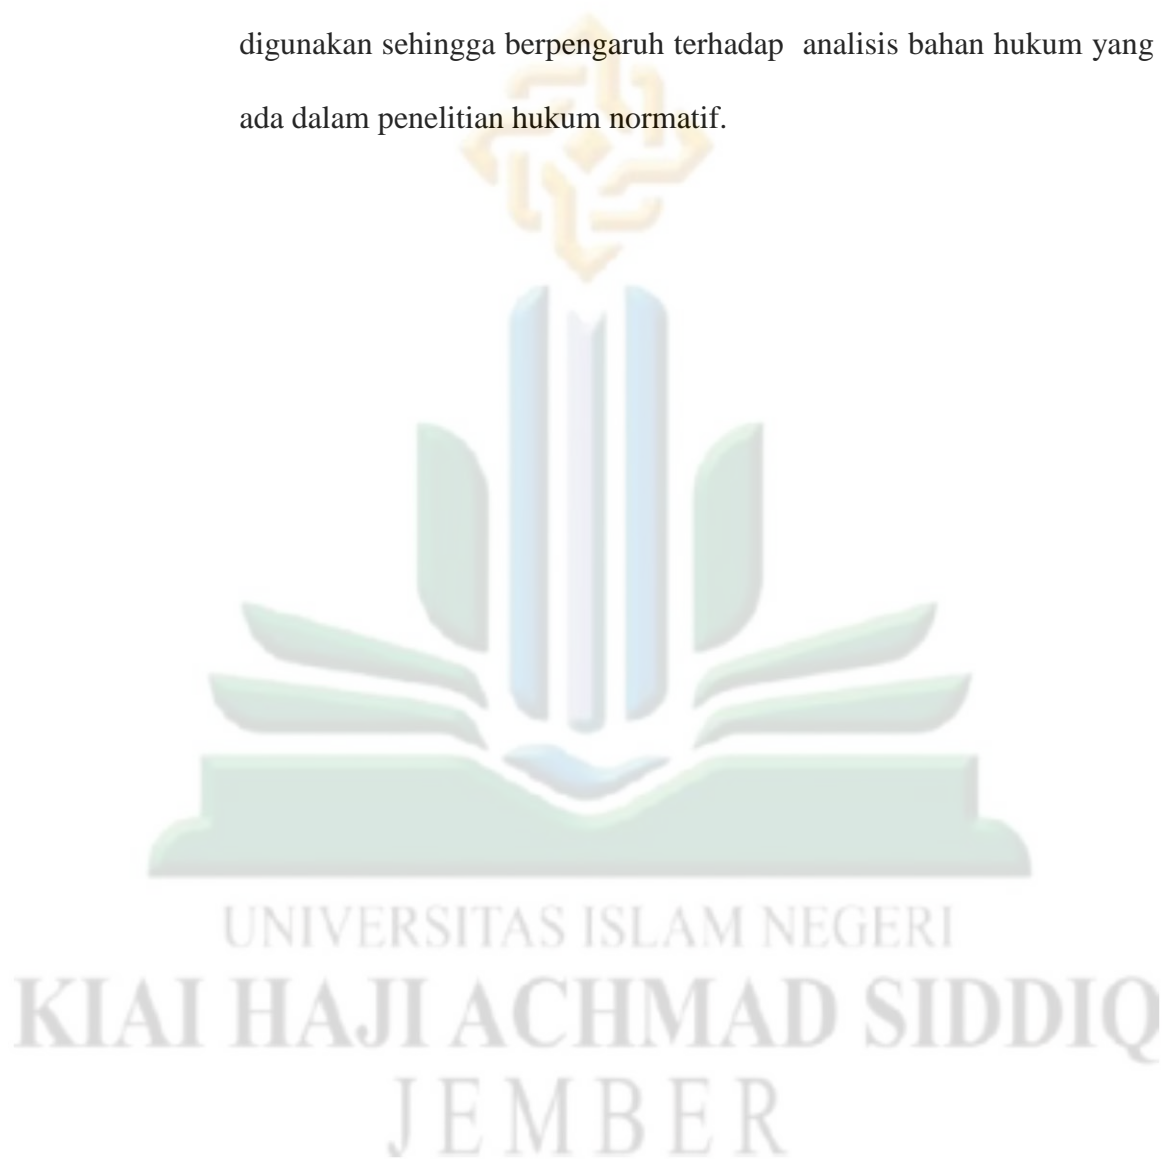 digunakan sehingga berpengaruh terhadap  analisis bahan hukum yang
ada dalam penelitian hukum normatif.
UNIVERSITAS ISLAM NEGERI
KIAI HAJI ACHMAD SIDDIQ
JEMBER